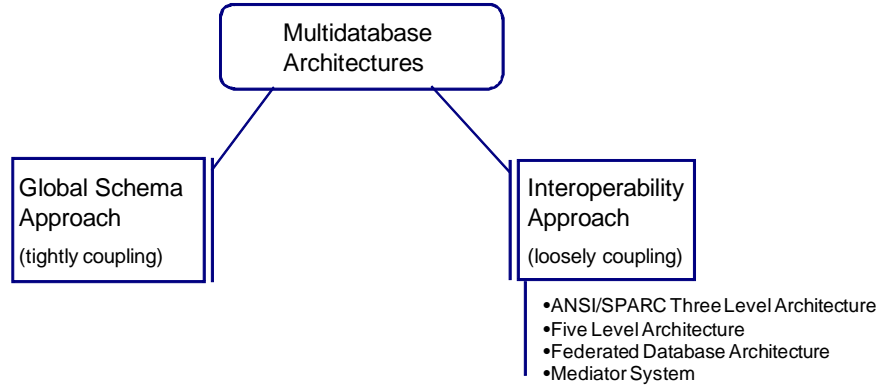 Multidatabase
Architectures
Global Schema
Approach
(tightly coupling)
Interoperability
Approach
(loosely coupling)
•ANSI/SPARC Three Level Architecture
•Five Level Architecture
•Federated Database Architecture
•Mediator System